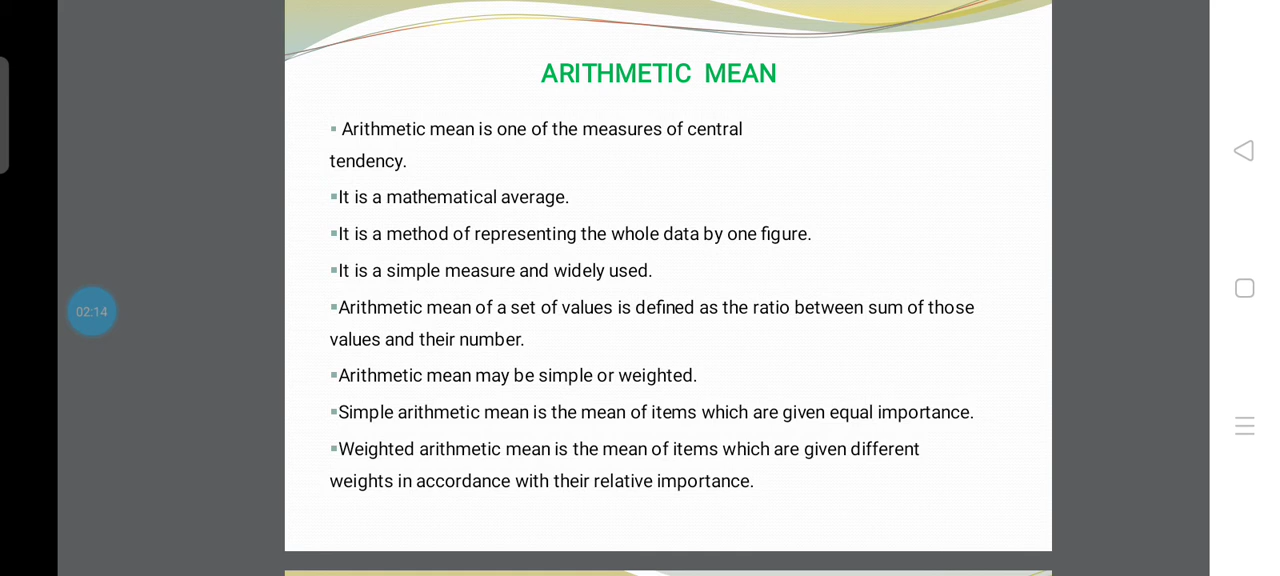 ARITHMETIC MEAN
▪ Arithmetic mean is one of the measures of central
tendency.
▪It is a mathematical average.
▪It is a method of representing the whole data by one figure.
▪It is a simple measure and widely used.
▪Arithmetic mean of a set of values is defined as the ratio between sum of those
values and their number.
▪Arithmetic mean may be simple or weighted.
▪Simple arithmetic mean is the mean of items which are given equal importance.
▪Weighted arithmetic mean is the mean of items which are given different
weights in accordance with their relative importance.
02:14